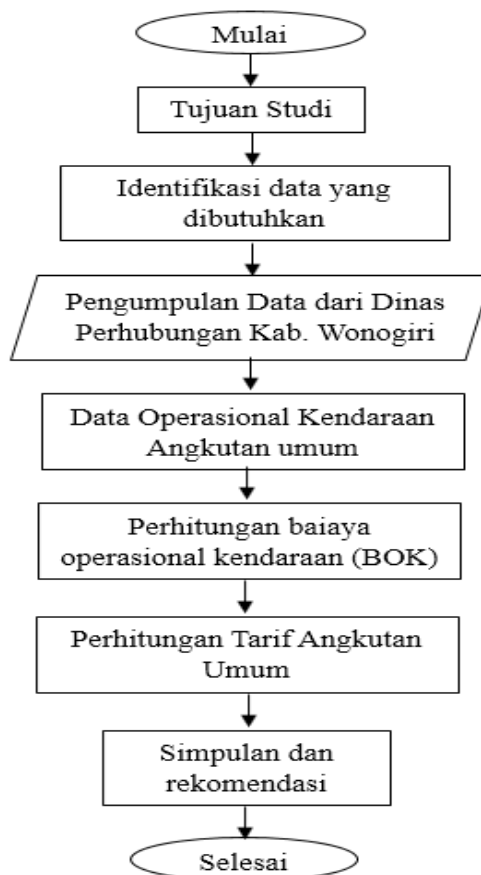 Mulai
Tujuan Studi
Identifikasi data yang
dibutuhkan
Pengumpulan Data dari Dinas
Perhubungan Kab. Wonogiri
Data Operasional Kendaraan
Angkutan umum
Perhitungan baiaya
operasional kendaraan (BOK)
Perhitungan Tarif Angkutan
Umum
Simpulan dan
rekomendasi
Selesai